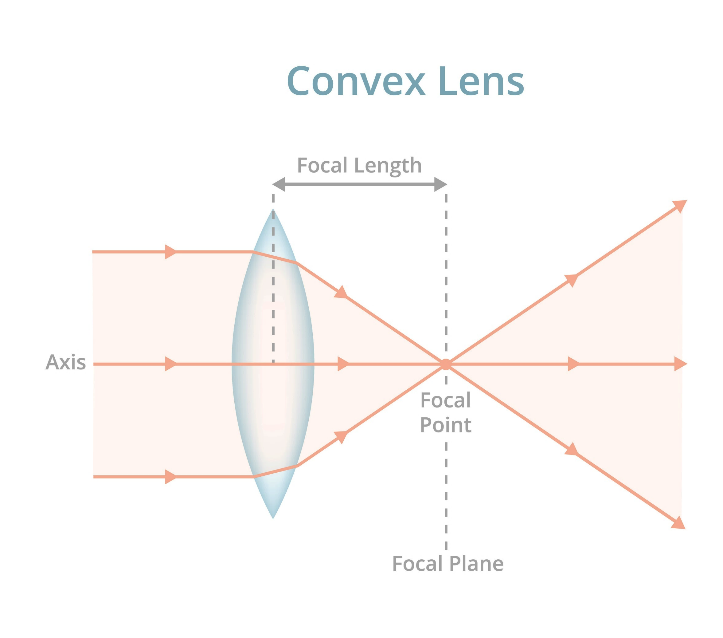 Convex Lens
Focal Length
Axis
Focal
Point
Focal Plane